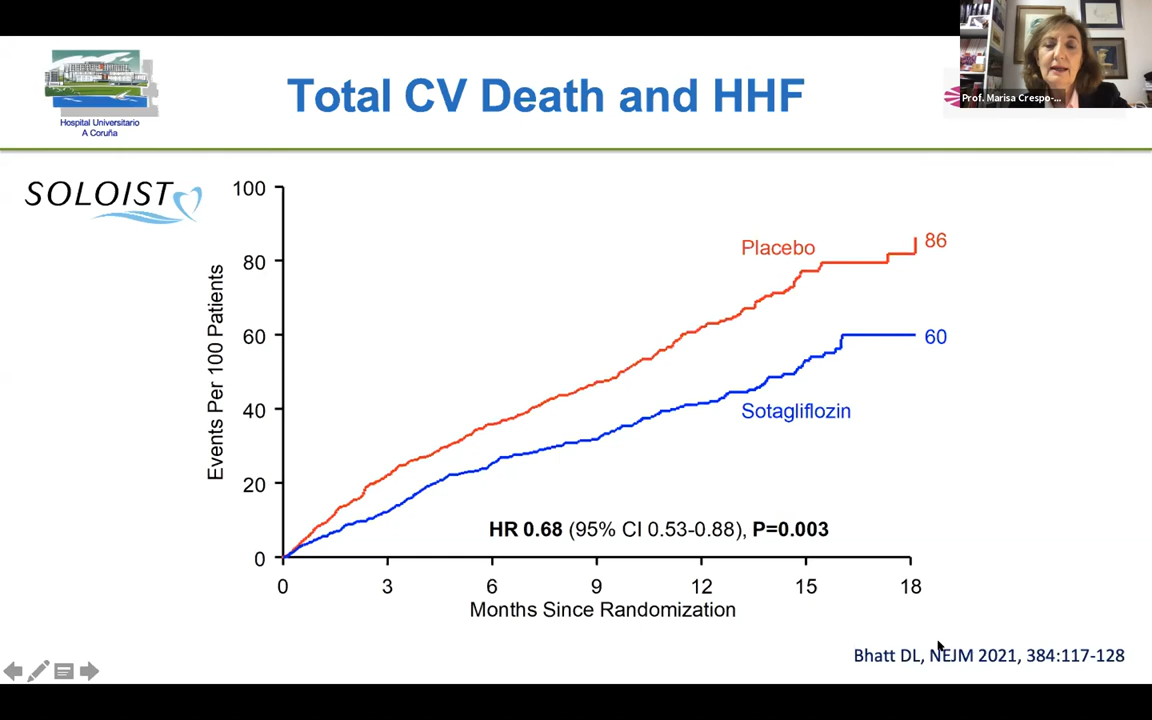 Prof. Marisa Crespo-...
Hospital Universitario
A Coruña
Total CV Death and HHF
SOLOIST
Events Per 100 Patients
100
80
60
40
20
0
Placebo
86
60
Sotagliflozin
HR 0.68 (95% CI 0.53-0.88), P=0.003
0 3 6 9 12 15 18
Months Since Randomization
Bhatt DL, NEJM 2021, 384:117-128